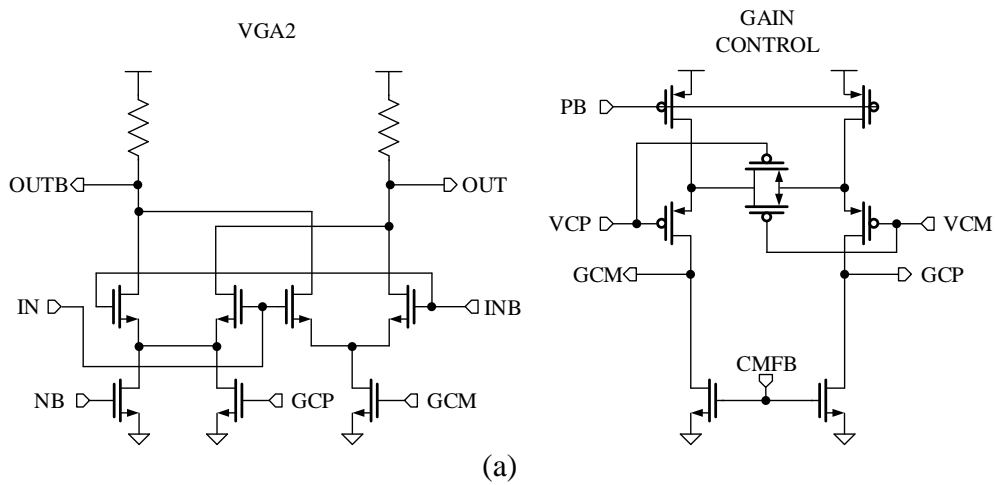 VGA2
GAIN
CONTROL
PB
OUTB
OUT
VCP
VCM
GCM
GCP
IN
INB
CMFB
NB
GCP
GCM
(a)